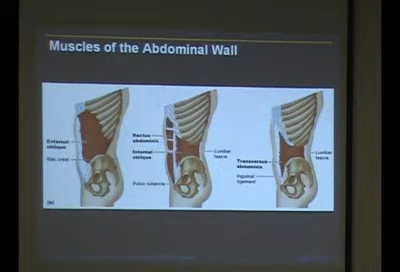 Muscles of the Abdominal Wall
External
oblique
Iliac crest
Rectus
abdominis
Internal
oblique
Pubic tubercle
Lumbar
fascia
Transversus
abdominis
Inguinal
ligament
Lumbar
fascia
(b)